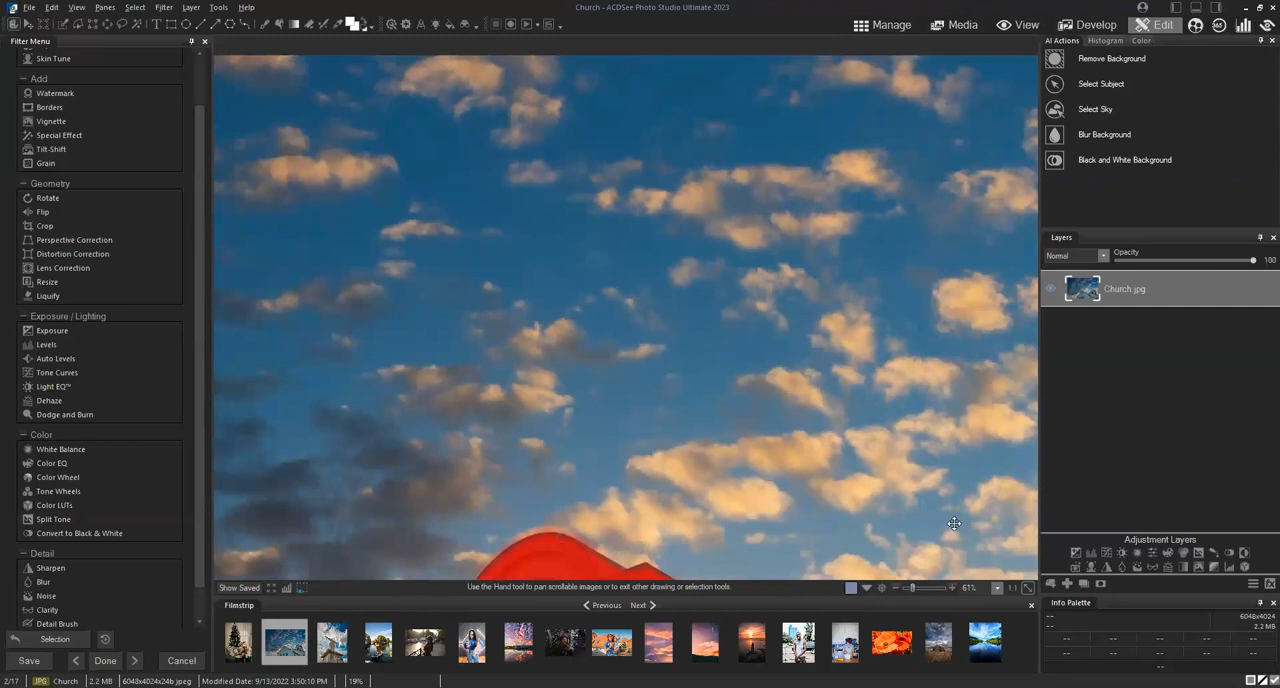 Church - ACDSee Photo Studio Ultimate 2023
File Edit View Panes Select Filter Layer Tools Help
Manage Media View Develop Edit 365
Filter Menu
Skin Tune
Add
Watermark
Borders
Vignette
Special Effect
Tilt-Shift
Grain
Geometry
Rotate
Flip
Crop
Perspective Correction
Distortion Correction
Lens Correction
Resize
Liquify
Exposure / Lighting
Exposure
Levels
Auto Levels
Tone Curves
Light EQ™
Dehaze
Dodge and Burn
Color
White Balance
Color EQ
Color Wheel
Tone Wheels
Color LUTs
Split Tone
Convert to Black & White
Detail
Sharpen
Blur
Noise
Clarity
Detail Brush
Selection
Save Done Cancel
Show Saved
Use the Hand tool to pan scrollable images or to exit other drawing or selection tools.
61%
Filmstrip
Previous Next
AI Actions Histogram Color
Remove Background
Select Subject
Select Sky
Blur Background
Black and White Background
Layers
Normal Opacity 100
Church.jpg
Adjustment Layers
Info Palette
-- 6048x4024
-- 2.2 MB
-- -- -- -- --
-- -- -- -- --
--
2/17 JPG Church 2.2 MB 6048x4024x24b jpeg Modified Date: 9/13/2022 3:50:10 PM 19%